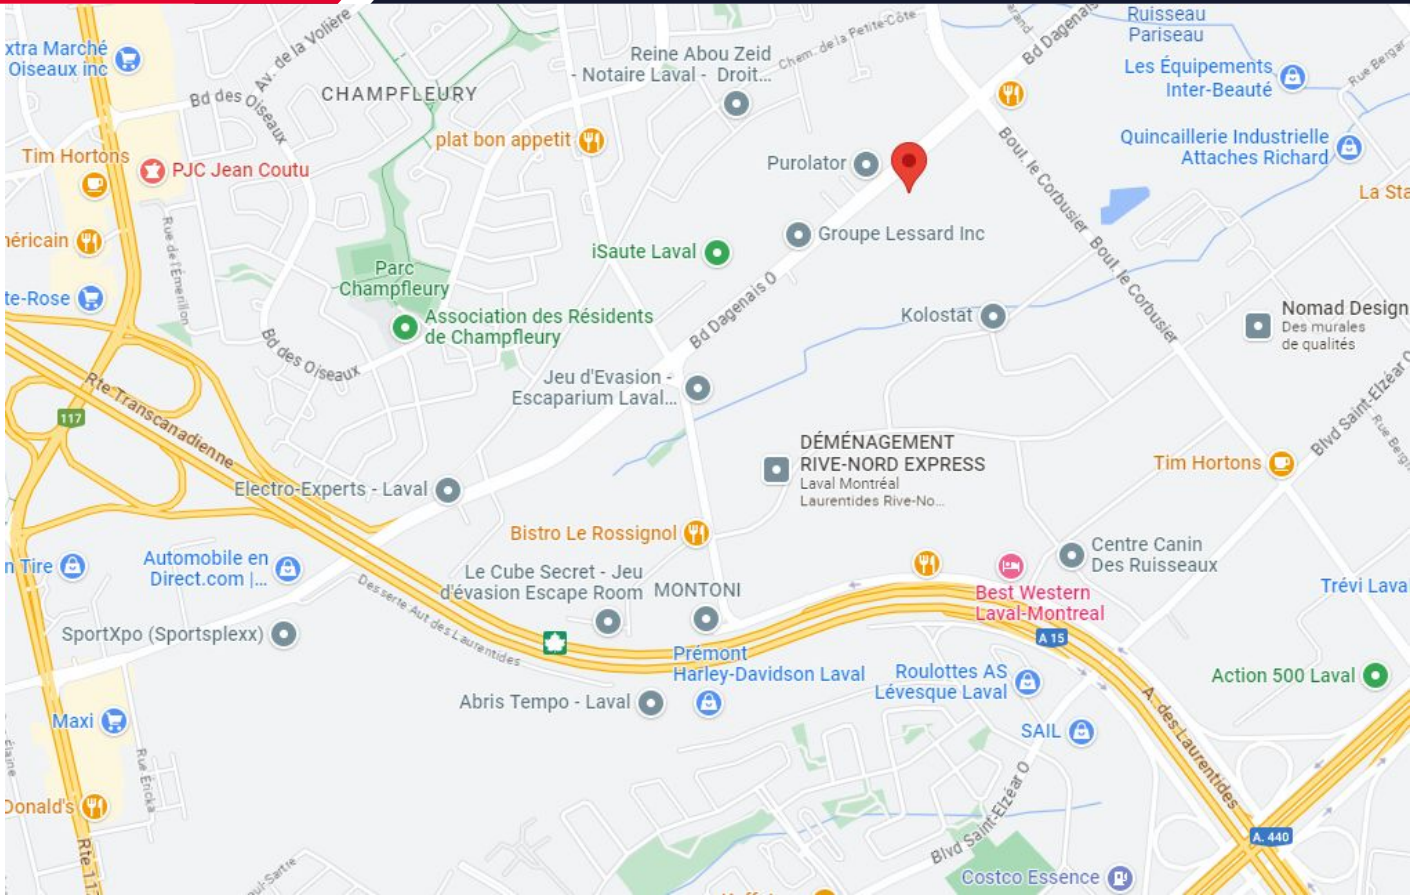 Ruisseau
Pariseau
xtra Marché
Oiseaux inc
Av. de la Volière
Reine Abou Zeid
- Notaire Laval - Droit...
Chem. de la Petite-Côte
Bd Dagenais
Les Équipements
Inter-Beauté
Rue Bergar
Bd des Oiseaux
CHAMPFLEURY
plat bon appetit
Quincaillerie Industrielle
Attaches Richard
Tim Hortons
PJC Jean Coutu
Purolator
Boul. le Corbusier
La Sta
Rue de l'Émerillon
méricain
iSaute Laval
Groupe Lessard Inc
Boul. le Corbusier
Parc
Champfleury
te-Rose
Association des Résidents
de Champfleury
Bd Dagenais O
Kolostat
Nomad Design
Des murales
de qualités
Bd des Oiseaux
Jeu d'Evasion -
Escaparium Laval...
Rte Transcanadienne
117
Blvd Saint-Elzéar O
DÉMÉNAGEMENT
RIVE-NORD EXPRESS
Laval Montréal
Laurentides Rive-No...
Tim Hortons
Electro-Experts - Laval
Bistro Le Rossignol
n Tire
Automobile en
Direct.com |...
Le Cube Secret - Jeu
d'évasion Escape Room
MONTONI
Centre Canin
Des Ruisseaux
Best Western
Laval-Montreal
Trévi Laval
Desserte Aut des Laurentides
SportXpo (Sportsplexx)
A 15
Prémont
Harley-Davidson Laval
Roulottes AS
Lévesque Laval
Action 500 Laval
Abris Tempo - Laval
A. des Laurentides
Maxi
SAIL
Élaine
Rue Éricka
Donald's
Blvd Saint-Elzéar O
A. 440
Rte 11
Costco Essence